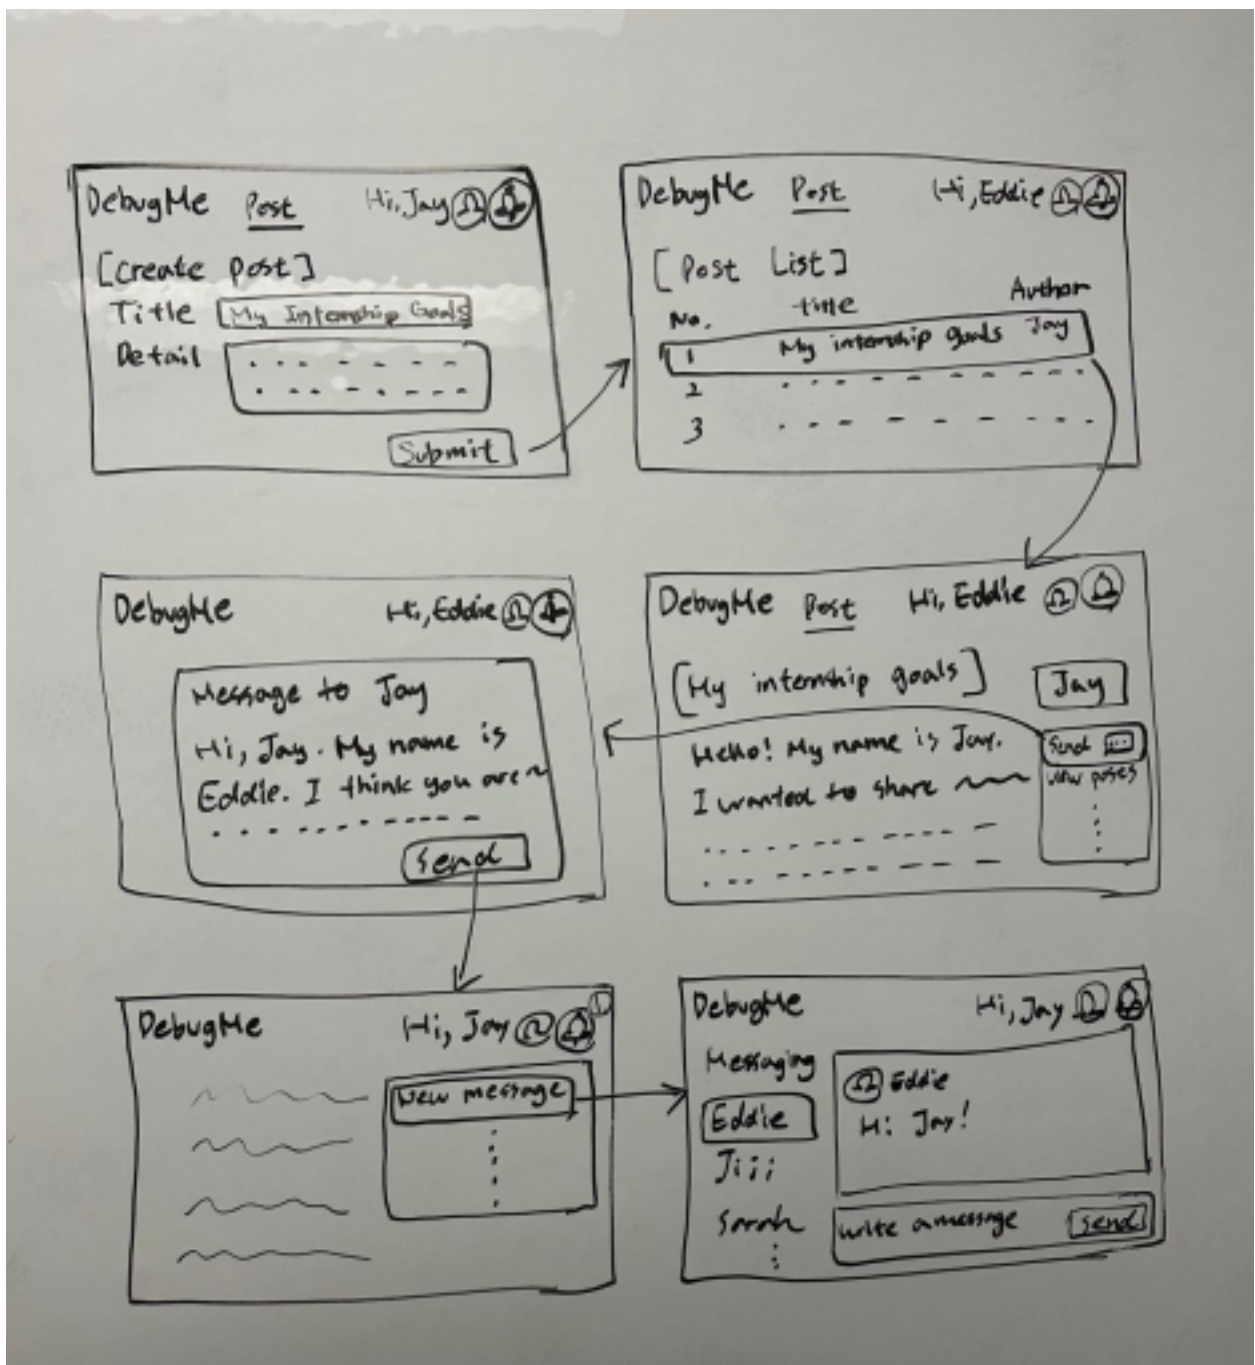 DebugMe Post Hi, Jay
[Create post]
Title My Internship Goals
Detail
Submit
DebugMe Post Hi, Eddie
[Post List]
No. title Author
1 My internship goals Jay
2
3
DebugMe Post Hi, Eddie
[My internship goals] Jay
Hello! My name is Jay.
I wanted to share
Send
view poses
DebugMe Hi, Eddie
Message to Jay
Hi, Jay. My name is
Eddie. I think you are
Send
DebugMe Hi, Jay 1
New message
DebugMe Hi, Jay
Messaging
Eddie
Jiii
Sarah
Eddie
Hi Jay!
write a message send